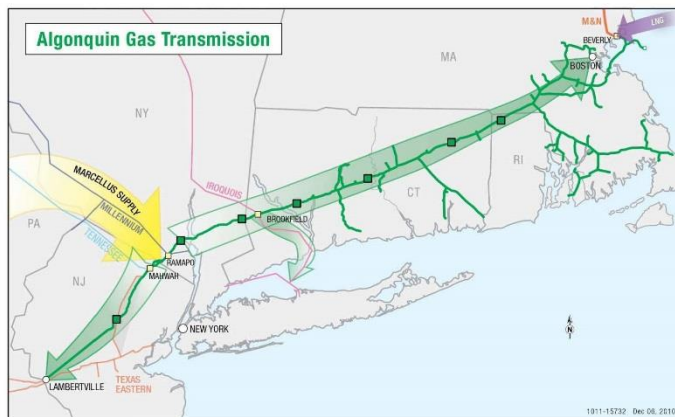 Algonquin Gas Transmission
M&N
LNG
BEVERLY
BOSTON
MA
NY
IROQUOIS
RI
CT
MARCELLUS SUPPLY
MILLENNIUM
PA
TENNESSEE
BROOKFIELD
RAMAPO
MAHWAH
NJ
NEW YORK
N
TEXAS
EASTERN
LAMBERTVILLE
1011-15732 Dec 06, 2010